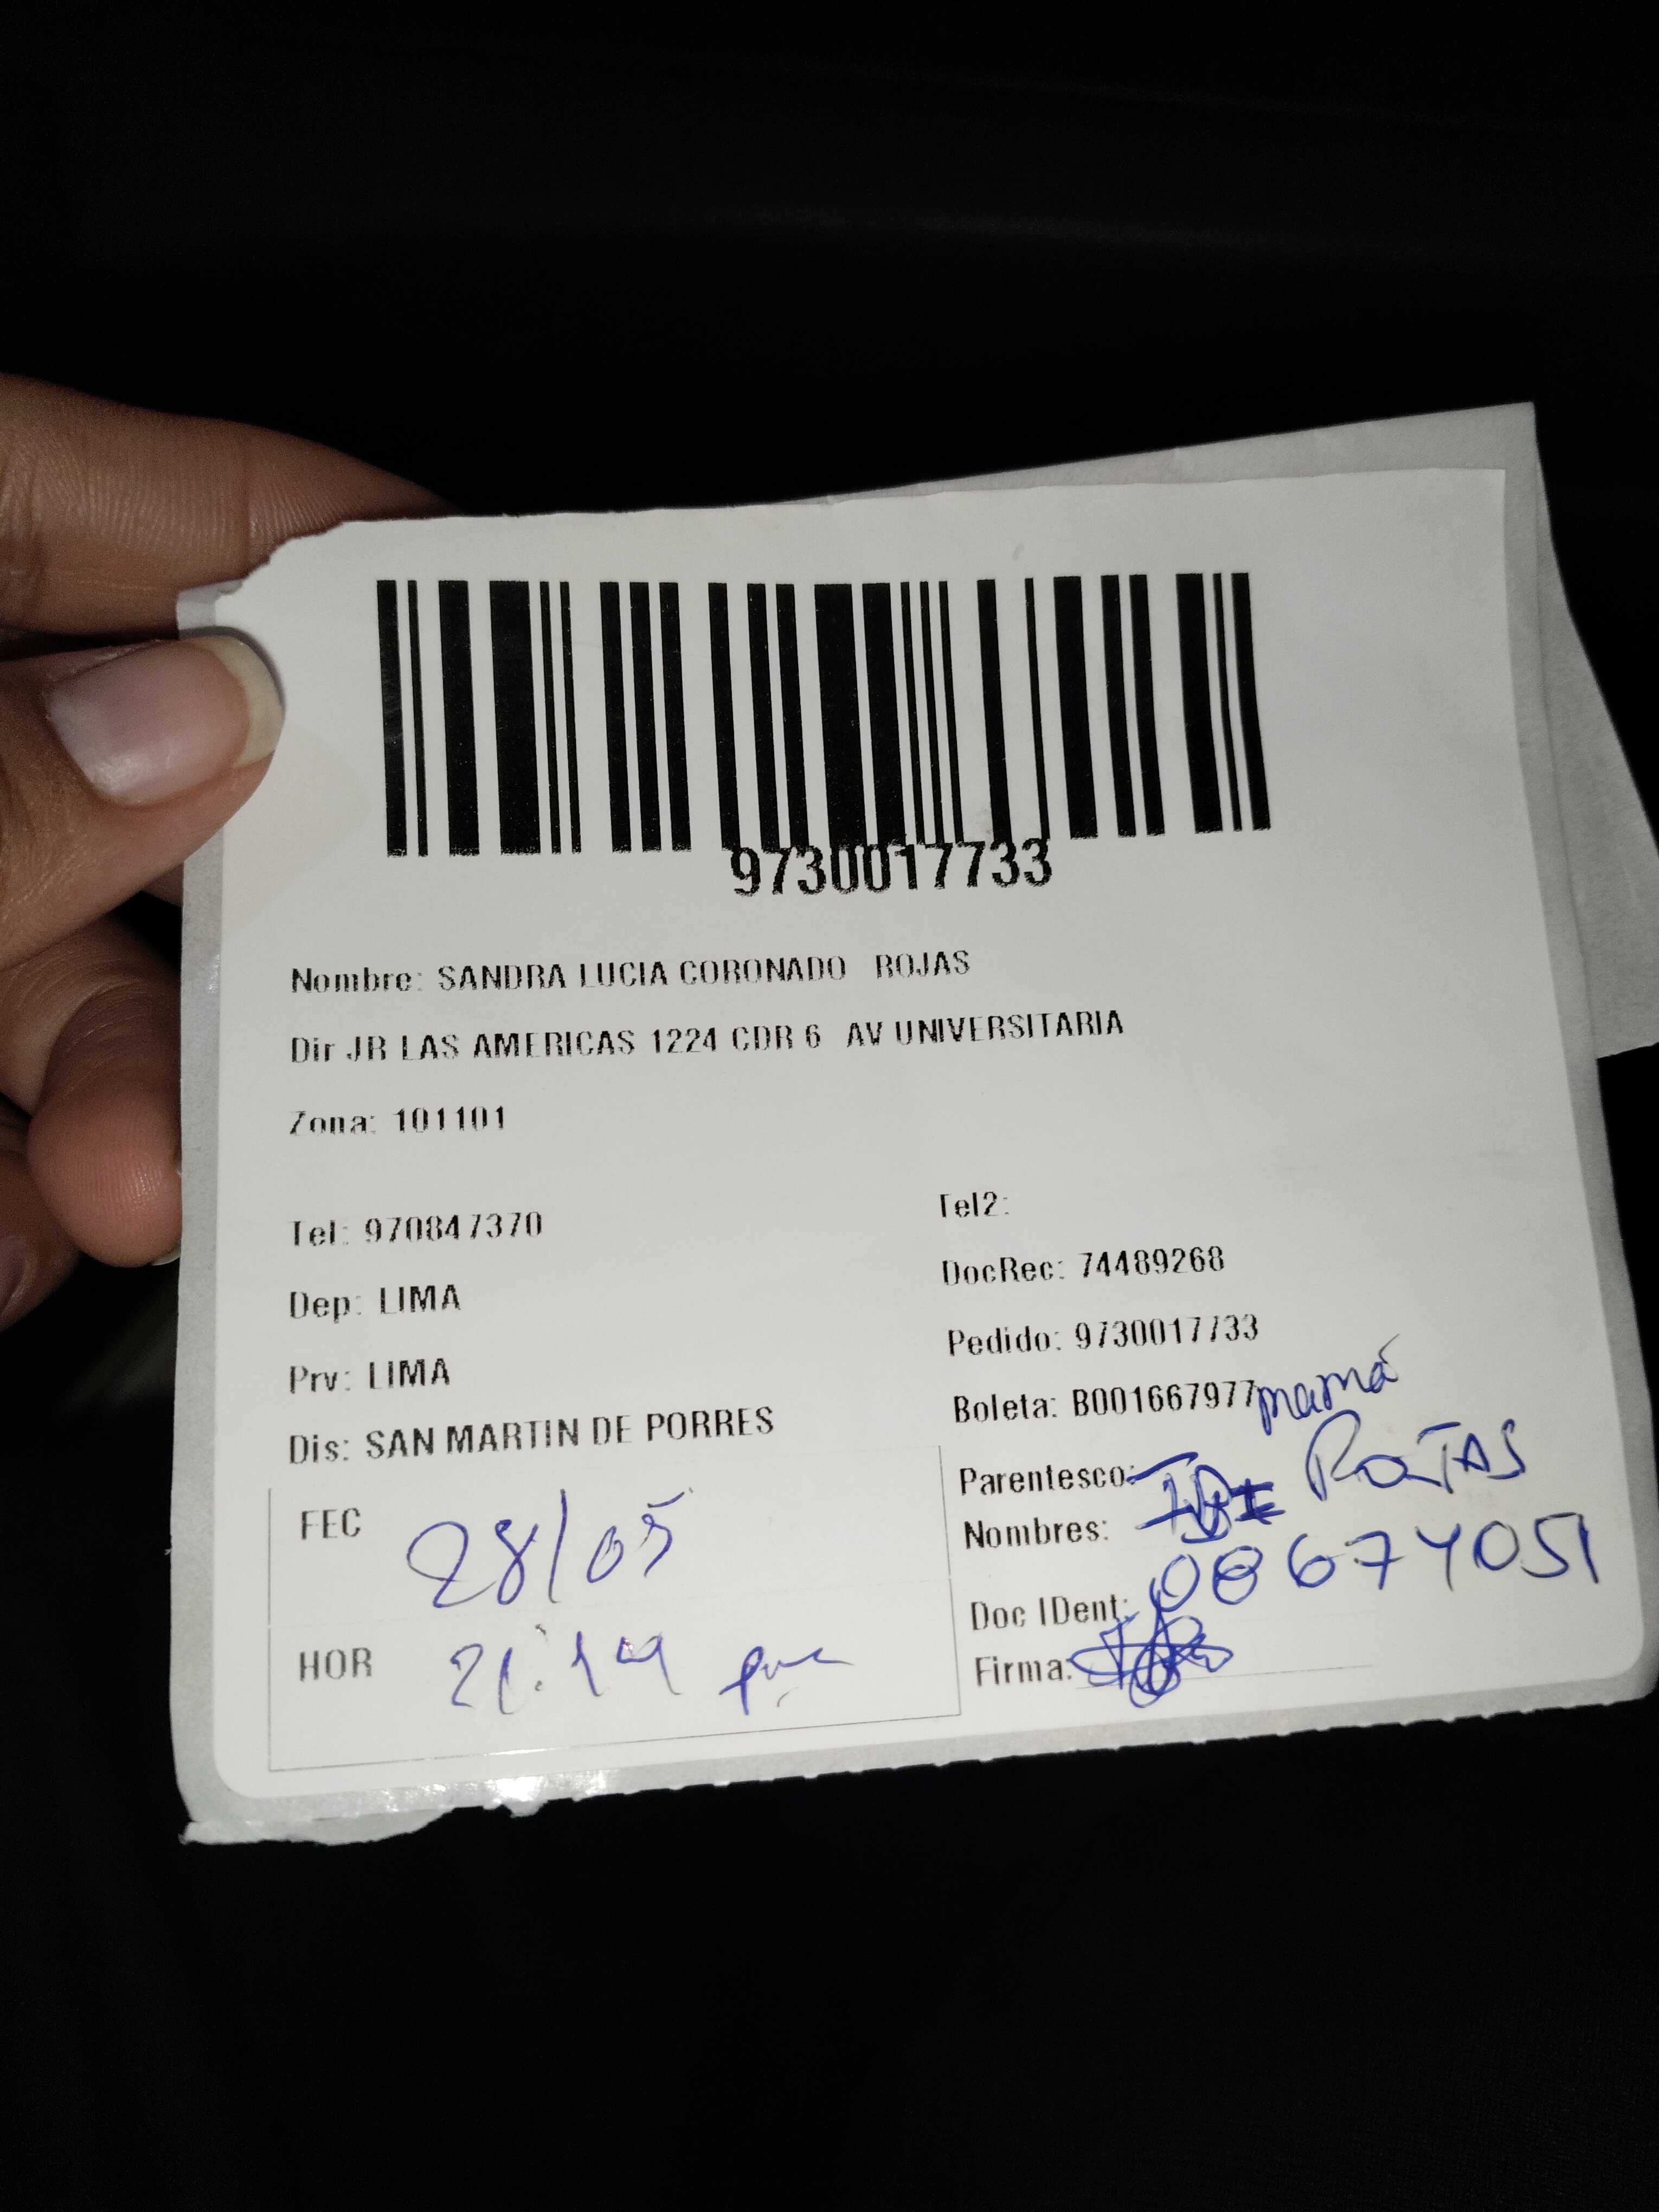 9730017733
Nombre: SANDRA LUCIA CORONADO ROJAS
Dir JR LAS AMERICAS 1224 CDR 6 AV UNIVERSITARIA
Zona: 101101
Tel: 970847370
Tel2:
Dep: LIMA
DocRec: 74489268
Prv: LIMA
Pedido: 9730017733
Dis: SAN MARTIN DE PORRES
Boleta: B001667977
mamá
Parentesco:
Nombres: ROJAS
Doc IDent: 08674051
Firma:
FEC 28/05
HOR 21:14 pm